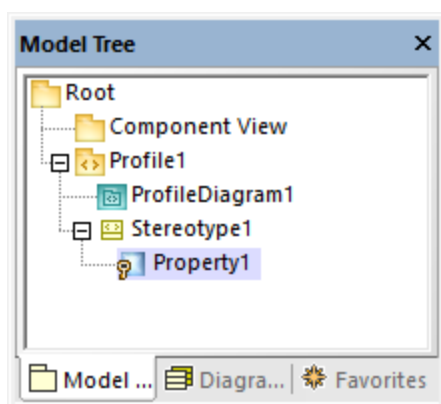 Model Tree
Root
Component View
Profile1
ProfileDiagram1
Stereotype1
Property1
Model ... Diagra... Favorites